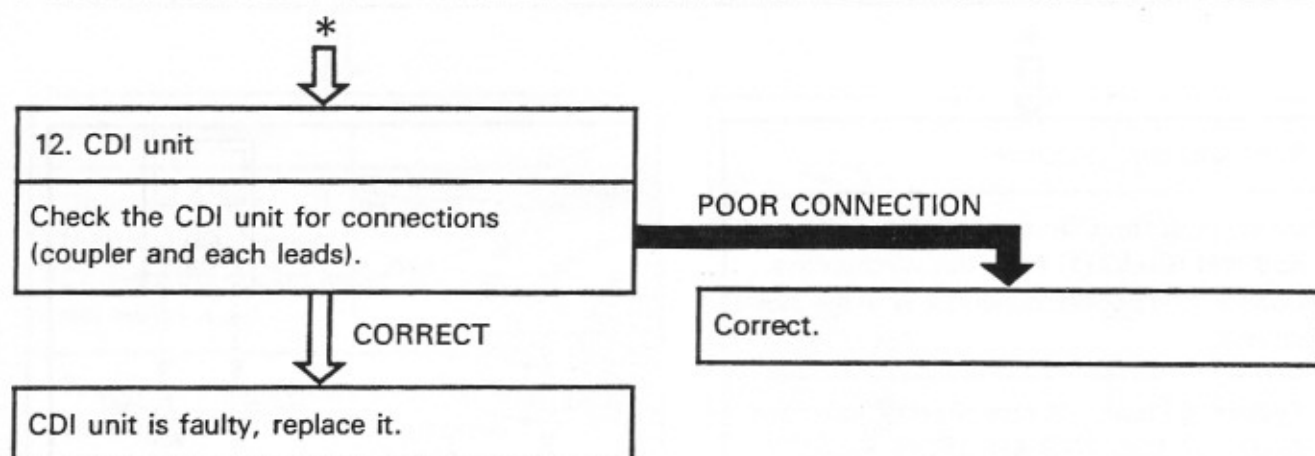 *
12. CDI unit
Check the CDI unit for connections
(coupler and each leads).
POOR CONNECTION
Correct.
CORRECT
CDI unit is faulty, replace it.